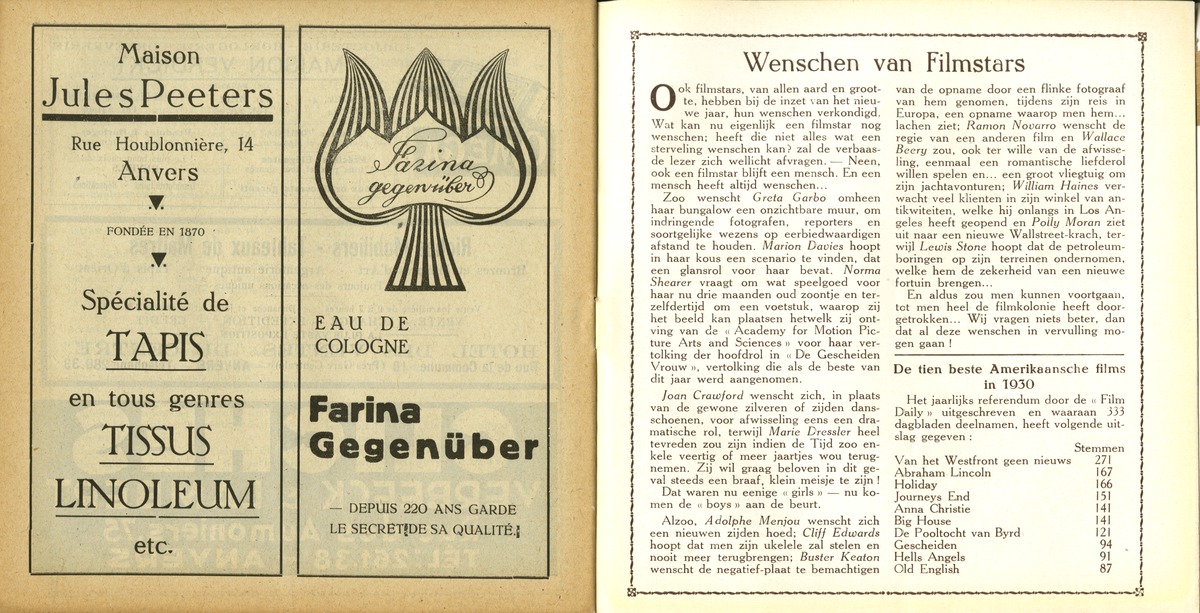 Maison
Jules Peeters
Rue Houblonnière, 14
Anvers
FONDÉE EN 1870
Spécialité de
TAPIS
en tous genres
TISSUS
LINOLEUM
etc.
Farina
gegenüber
EAU DE
COLOGNE
Farina
Gegenüber
— DEPUIS 220 ANS GARDE
LE SECRET DE SA QUALITÉ.
Wenschen van Filmstars
Ook filmstars, van allen aard en groot-
te, hebben bij de inzet van het nieu-
we jaar, hun wenschen verkondigd.
Wat kan nu eigenlijk een filmstar nog
wenschen; heeft die niet alles wat een
sterveling wenschen kan? zal de verbaas-
de lezer zich wellicht afvragen. — Neen,
ook een filmstar blijft een mensch. En een
mensch heeft altijd wenschen...
Zoo wenscht Greta Garbo omheen
haar bungalow een onzichtbare muur, om
indringende fotografen, reporters en
soortgelijke wezens op eerbiedwaardigen
afstand te houden. Marion Davies hoopt
in haar kous een scenario te vinden, dat
een glansrol voor haar bevat. Norma
Shearer vraagt om wat speelgoed voor
haar nu drie maanden oud zoontje en ter-
zelfdertijd om een voetstuk, waarop zij
het beeld kan plaatsen hetwelk zij ont-
ving van de « Academy for Motion Pic-
ture Arts and Sciences » voor haar ver-
tolking der hoofdrol in « De Gescheiden
Vrouw », vertolking die als de beste van
dit jaar werd aangenomen.
Joan Crawford wenscht zich, in plaats
van de gewone zilveren of zijden dans-
schoenen, voor afwisseling eens een dra-
matische rol, terwijl Marie Dressler heel
tevreden zou zijn indien de Tijd zoo en-
kele veertig of meer jaartjes wou terug-
nemen. Zij wil graag beloven in dit ge-
val steeds een braaf, klein meisje te zijn !
Dat waren nu eenige « girls » — nu ko-
men de « boys » aan de beurt.
Alzoo, Adolphe Menjou wenscht zich
een nieuwen zijden hoed; Cliff Edwards
hoopt dat men zijn ukelele zal stelen en
nooit meer terugbrengen; Buster Keaton
wenscht de negatief-plaat te bemachtigen
van de opname door een flinke fotograaf
van hem genomen, tijdens zijn reis in
Europa, een opname waarop men hem...
lachen ziet; Ramon Novarro wenscht de
regie van een anderen film en Wallace
Beery zou, ook ter wille van de afwisse-
ling, eenmaal een romantische liefderol
willen spelen en... een groot vliegtuig om
zijn jachtavonturen; William Haines ver-
wacht veel klienten in zijn winkel van an-
tikwiteiten, welke hij onlangs in Los An-
geles heeft geopend en Polly Moran ziet
uit naar een nieuwe Wallstreet-krach, ter-
wijl Lewis Stone hoopt dat de petroleum-
boringen op zijn terreinen ondernomen,
welke hem de zekerheid van een nieuwe
fortuin brengen...
En aldus zou men kunnen voortgaan,
tot men heel de filmkolonie heeft door-
getrokken... Wij vragen niets beter, dan
dat al deze wenschen in vervulling mo-
gen gaan !
De tien beste Amerikaansche films
in 1930
Het jaarlijks referendum door de « Film
Daily » uitgeschreven en waaraan 333
dagbladen deelnamen, heeft volgende uit-
slag gegeven :
Stemmen
Van het Westfront geen nieuws 271
Abraham Lincoln 167
Holiday 166
Journeys End 151
Anna Christie 141
Big House 141
De Pooltocht van Byrd 121
Gescheiden 94
Hells Angels 91
Old English 87